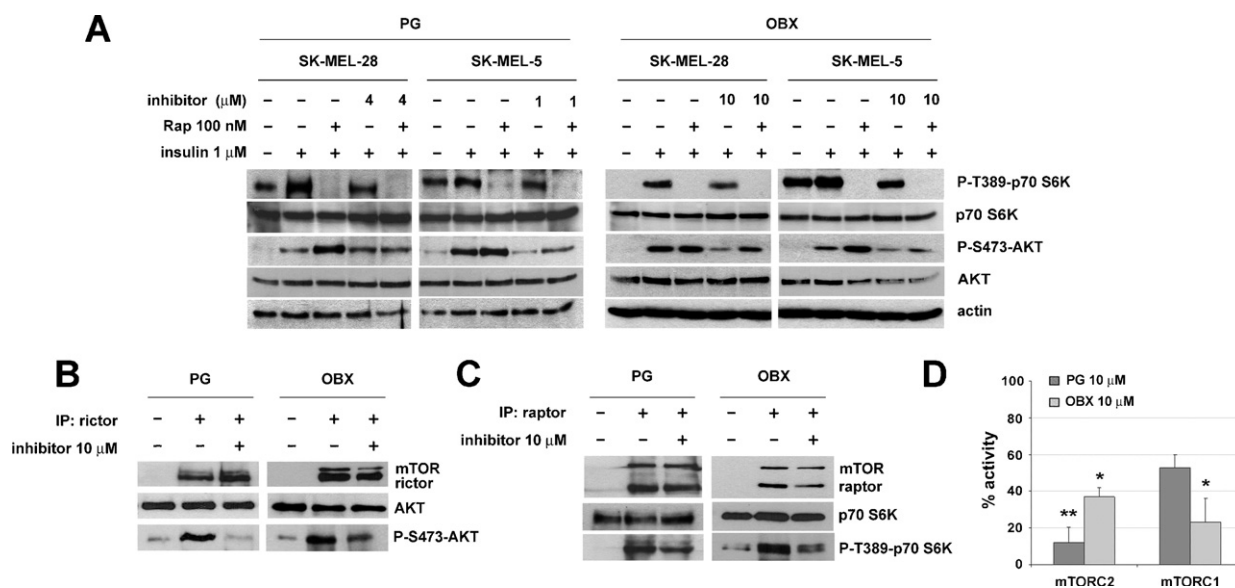 A
PG OBX
SK-MEL-28 SK-MEL-5 SK-MEL-28 SK-MEL-5
inhibitor (μM) – – – 4 4 – – – 1 1 – – – 10 10 – – – 10 10
Rap 100 nM – – + – + – – + – + – – + – + – – + – +
insulin 1 μM – + + + + – + + + + – + + + + – + + + +
P-T389-p70 S6K
p70 S6K
P-S473-AKT
AKT
actin
B
PG OBX
IP: rictor – + + – + +
inhibitor 10 μM – – + – – +
mTOR
rictor
AKT
P-S473-AKT
C
PG OBX
IP: raptor – + + – + +
inhibitor 10 μM – – + – – +
mTOR
raptor
p70 S6K
P-T389-p70 S6K
D
PG 10 μM
OBX 10 μM
% activity
100
80
60
40
20
0
** * *
mTORC2 mTORC1